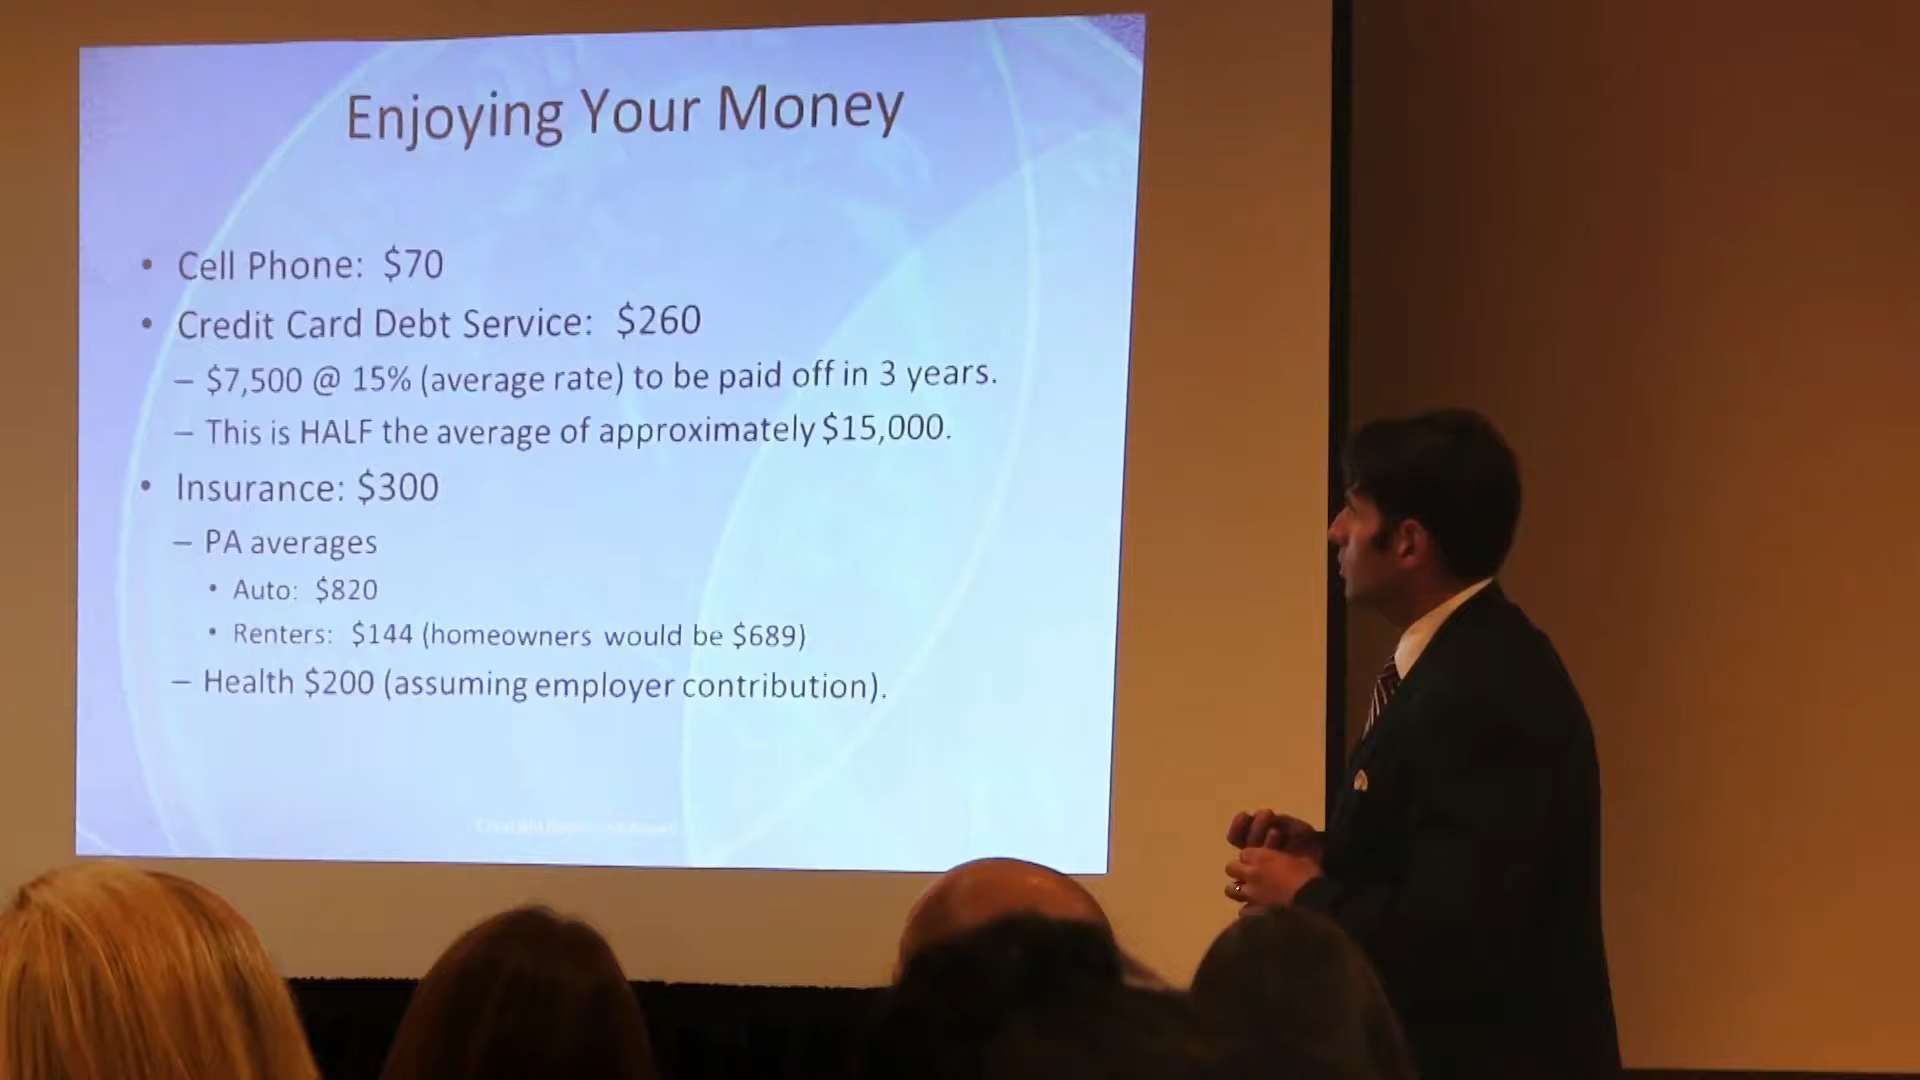 Enjoying Your Money
• Cell Phone: $70
• Credit Card Debt Service: $260
– $7,500 @ 15% (average rate) to be paid off in 3 years.
– This is HALF the average of approximately $15,000.
• Insurance: $300
– PA averages
• Auto: $820
• Renters: $144 (homeowners would be $689)
– Health $200 (assuming employer contribution).